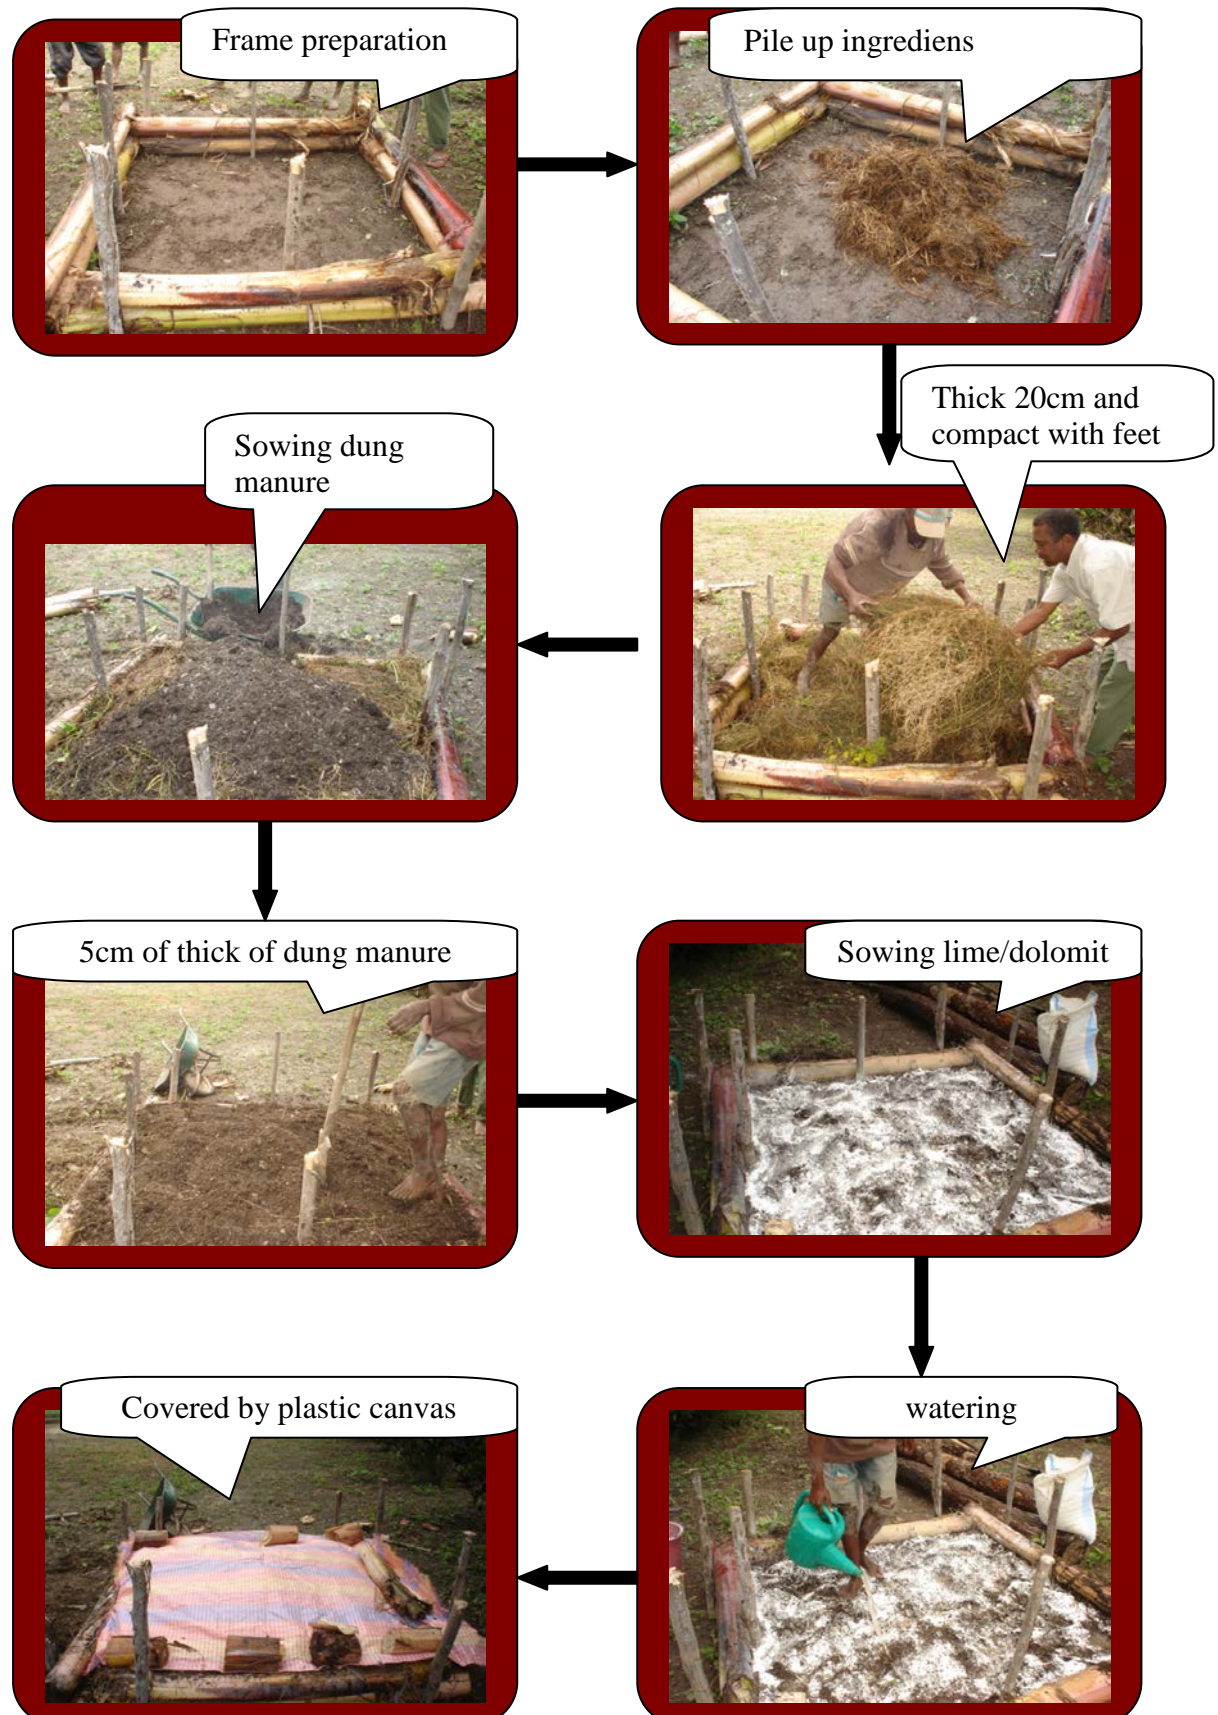 Frame preparation
Pile up ingrediens
Thick 20cm and
compact with feet
Sowing dung
manure
5cm of thick of dung manure
Sowing lime/dolomit
watering
Covered by plastic canvas